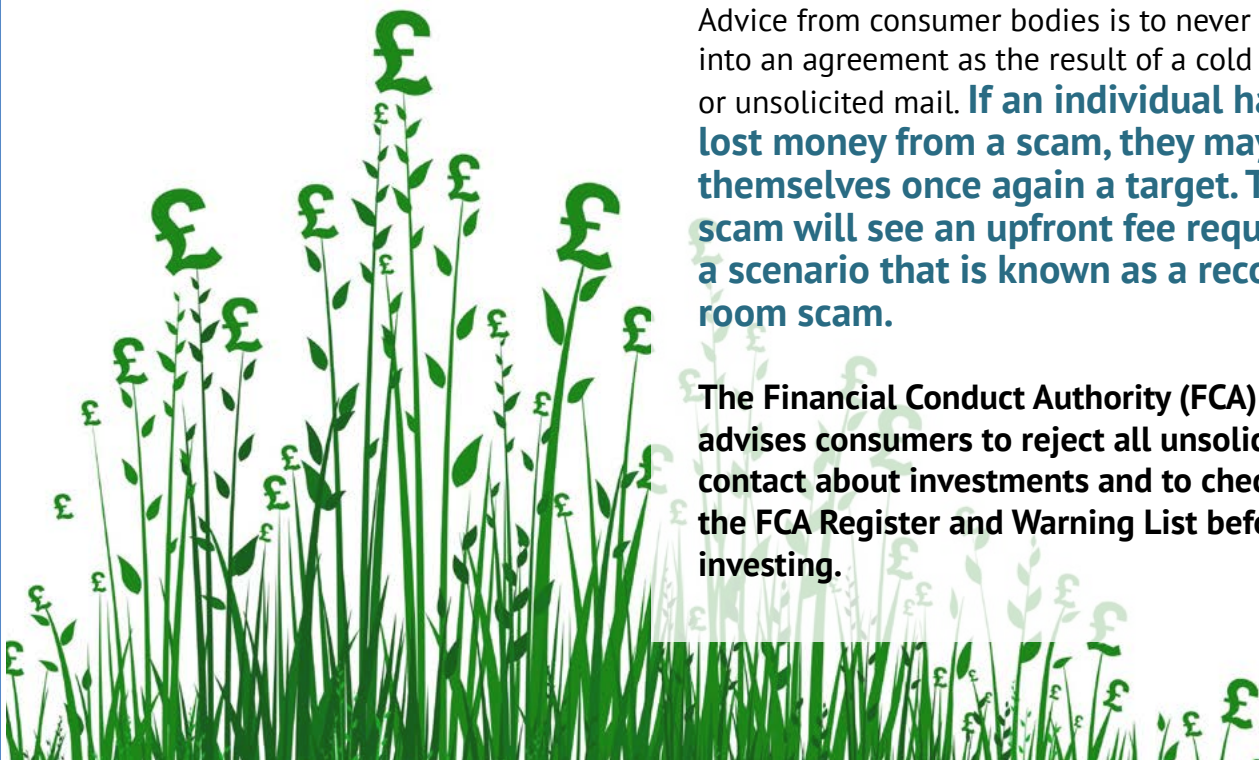 Advice from consumer bodies is to never
into an agreement as the result of a cold
or unsolicited mail. If an individual ha
lost money from a scam, they may
themselves once again a target. T
scam will see an upfront fee requ
a scenario that is known as a reco
room scam.
The Financial Conduct Authority (FCA)
advises consumers to reject all unsolic
contact about investments and to chec
the FCA Register and Warning List befo
investing.